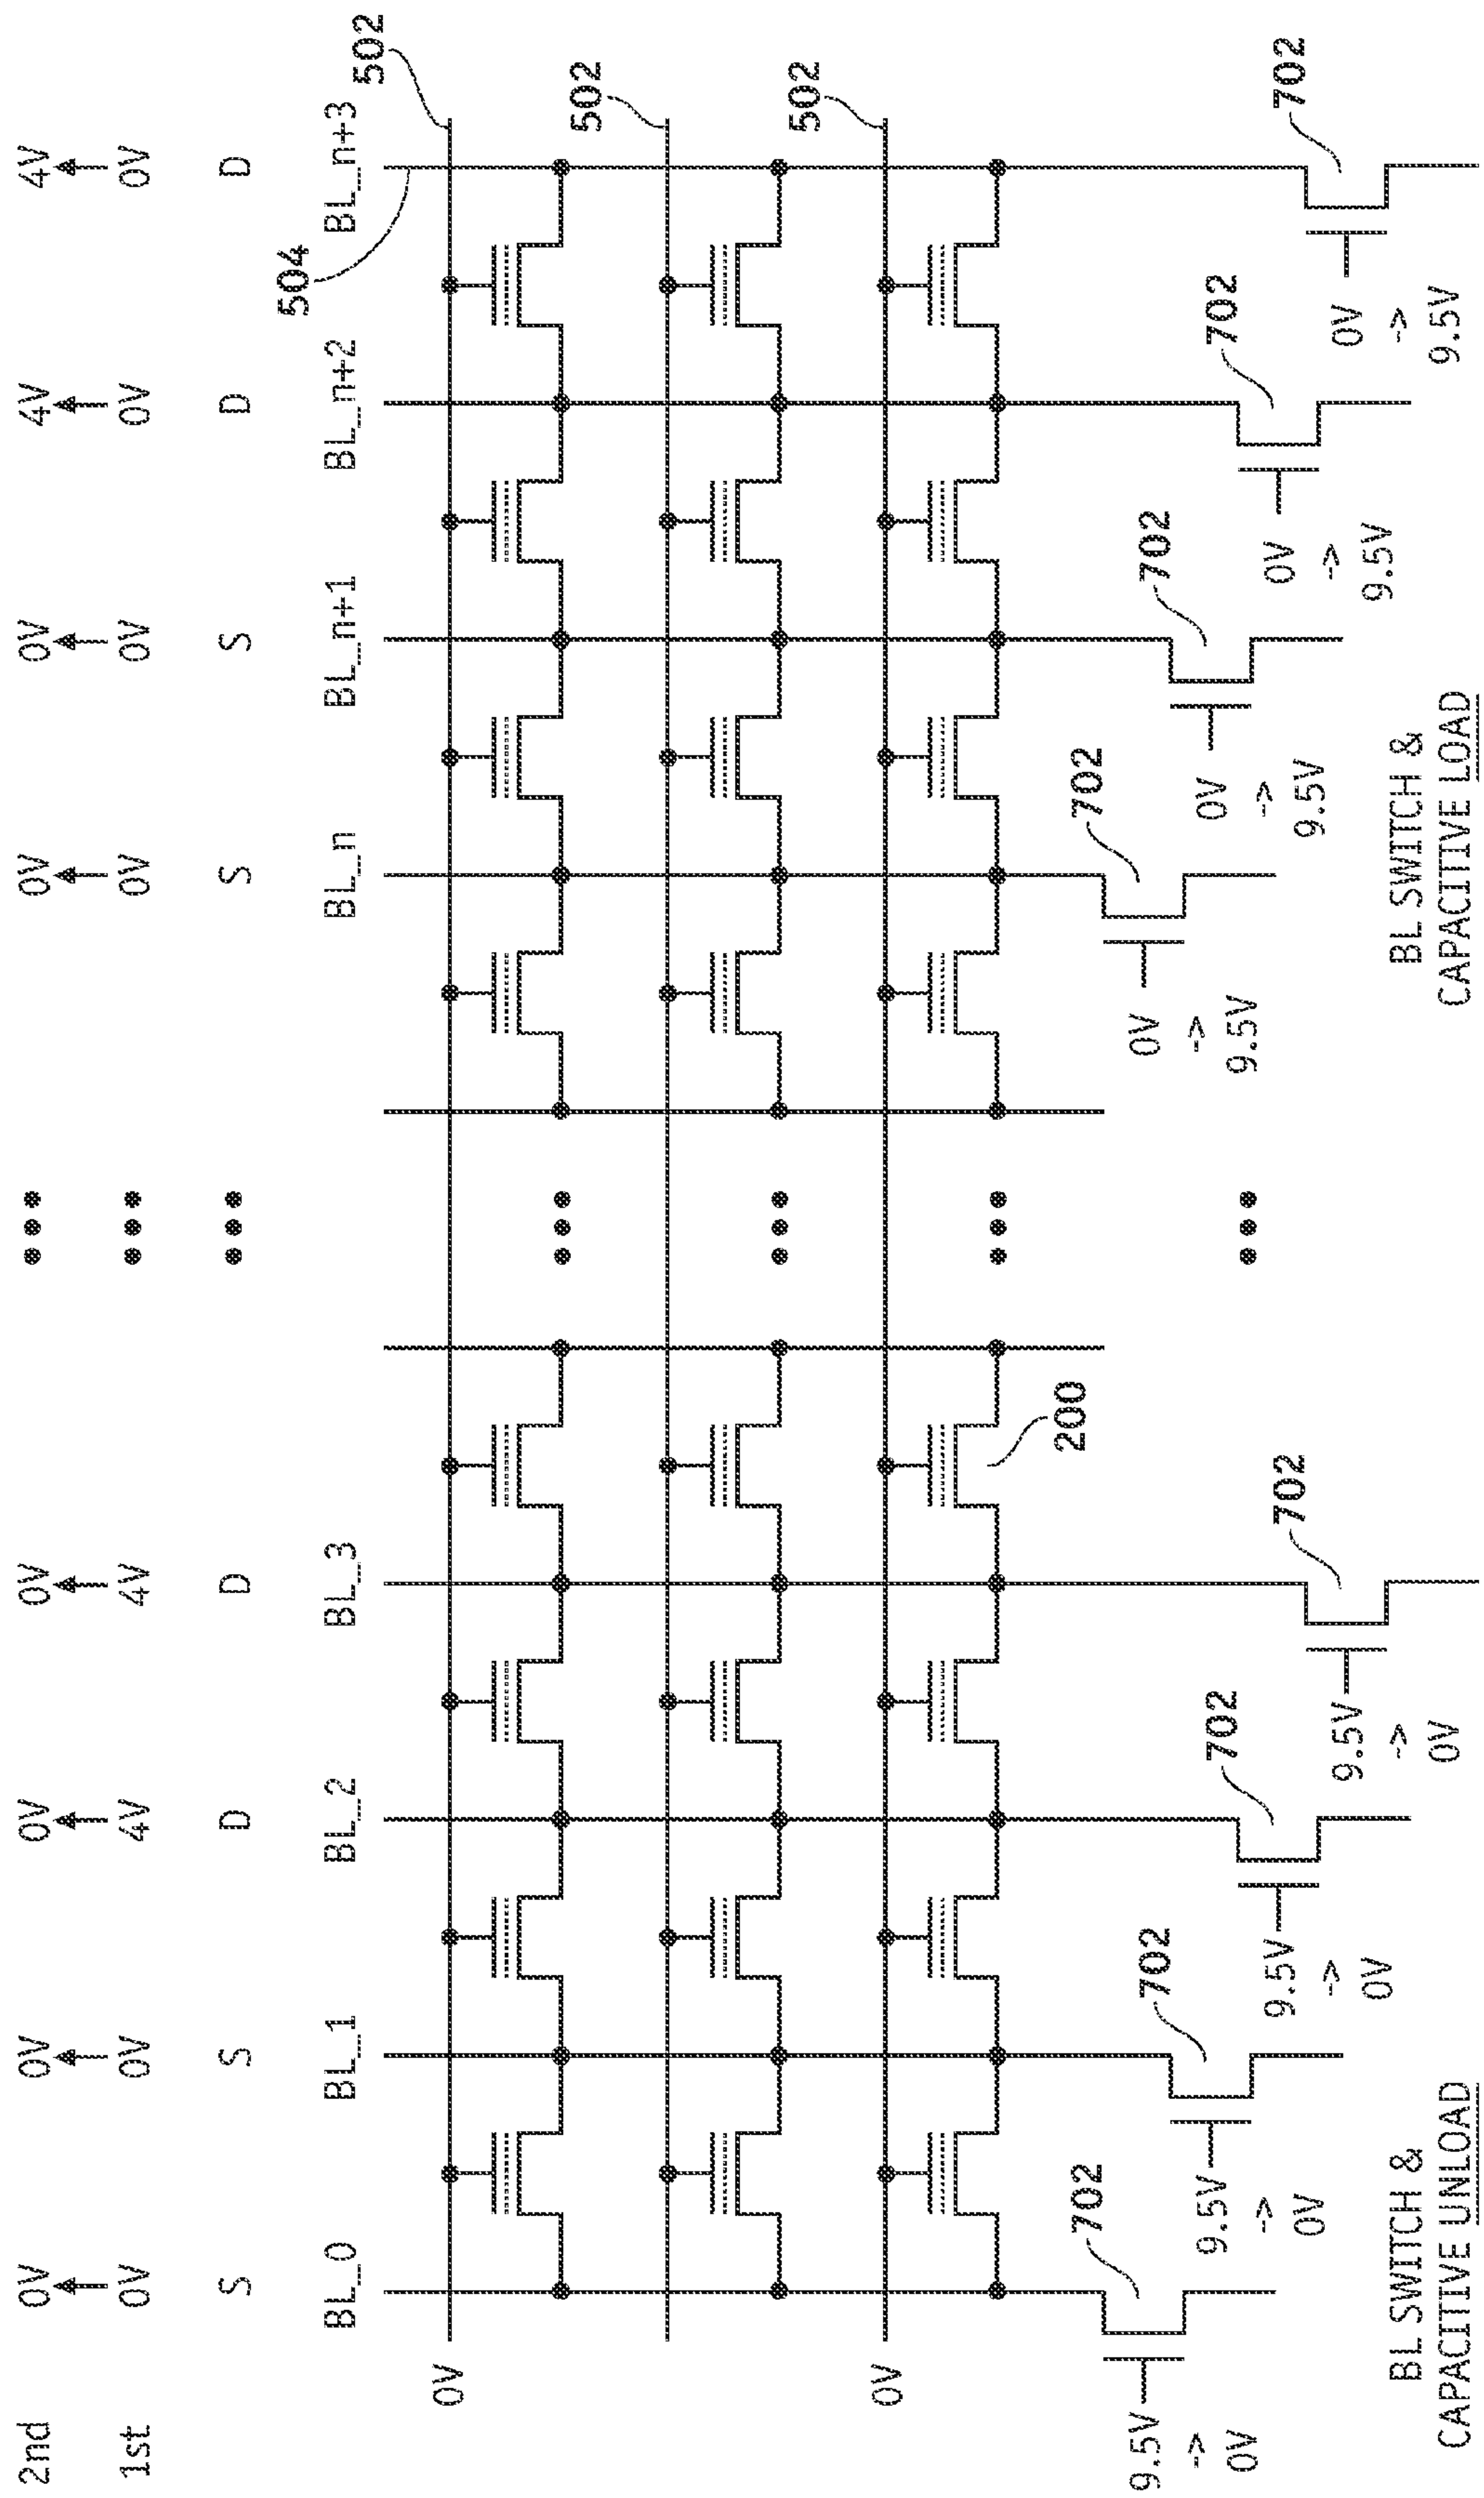 2nd 0V 0V 0V 0V ●●● 0V 0V 4V 4V
1st 0V 0V 4V 4V ●●● 0V 0V 0V 0V
S S D D ●●● S S D D
504
BL_0 BL_1 BL_2 BL_3 BL_n BL_n+1 BL_n+2 BL_n+3
502
0V
502
502
0V
200
702 702 702 702 702 702 702 702
9.5V -> 0V
9.5V -> 0V
9.5V -> 0V
9.5V -> 0V
0V -> 9.5V
0V -> 9.5V
0V -> 9.5V
0V -> 9.5V
BL SWITCH &
CAPACITIVE UNLOAD
BL SWITCH &
CAPACITIVE LOAD